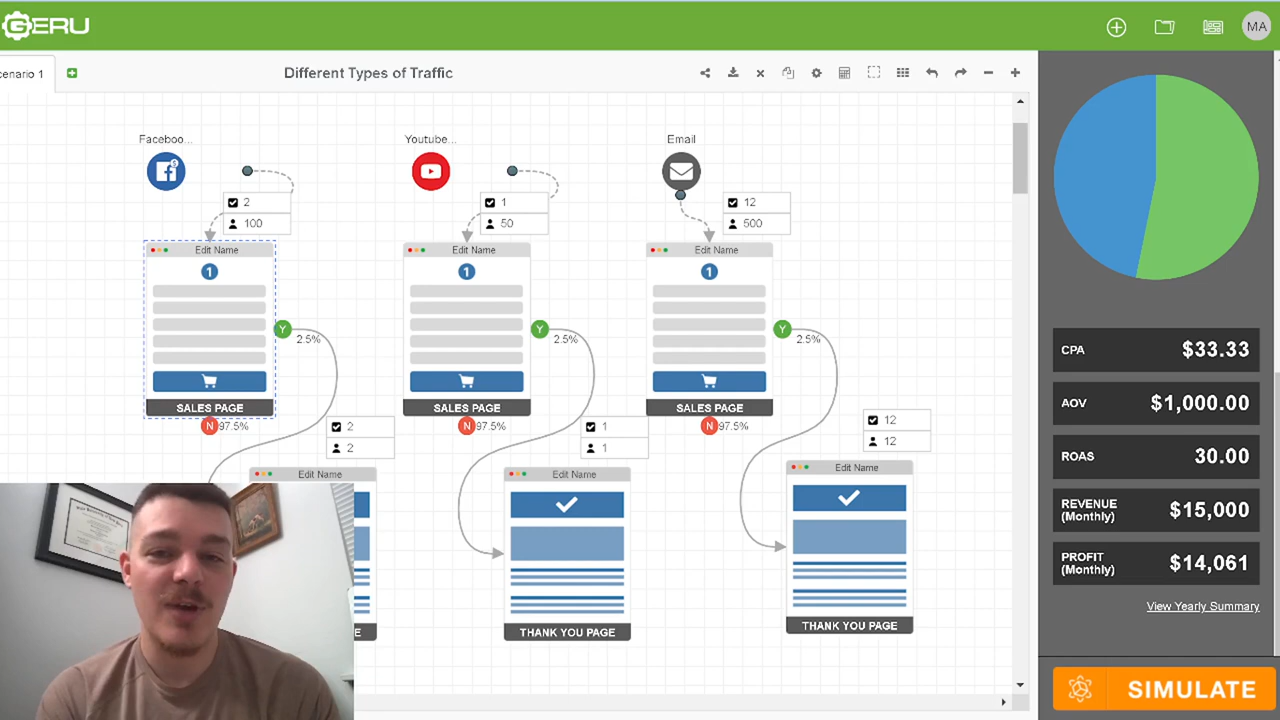 GERU
MA
cenario 1
Different Types of Traffic
Faceboo...
Youtube...
Email
2
100
1
50
12
500
Edit Name
Edit Name
Edit Name
1
1
1
Y
2.5%
Y
2.5%
Y
2.5%
SALES PAGE
SALES PAGE
SALES PAGE
N 97.5%
N 97.5%
N 97.5%
2
2
1
1
12
12
Edit Name
Edit Name
Edit Name
E
THANK YOU PAGE
THANK YOU PAGE
CPA
$33.33
AOV
$1,000.00
ROAS
30.00
REVENUE
(Monthly)
$15,000
PROFIT
(Monthly)
$14,061
View Yearly Summary
SIMULATE